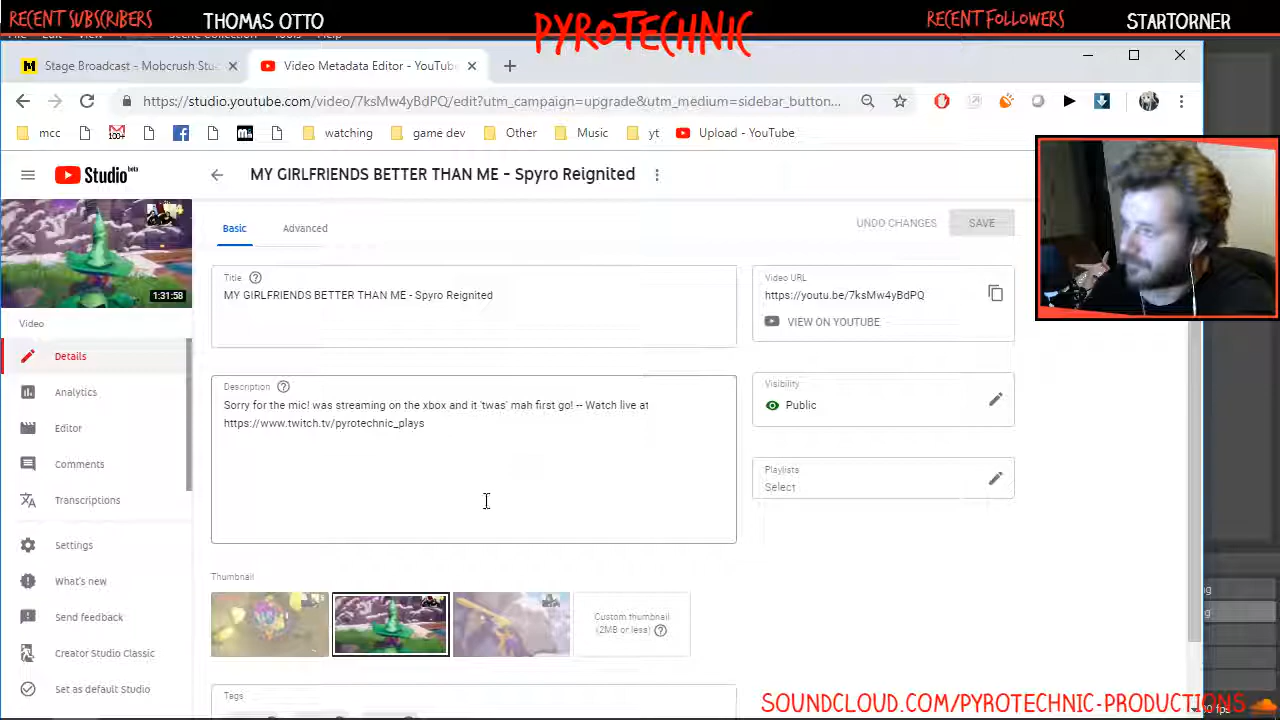 RECENT SUBSCRIBERS THOMAS OTTO PYROTECHNIC RECENT FOLLOWERS STARTORNER
Stage Broadcast - Mobcrush Stu
Video Metadata Editor - YouTube
https://studio.youtube.com/video/7ksMw4yBdPQ/edit?utm_campaign=upgrade&utm_medium=sidebar_button...
mcc 100+ watching game dev Other Music yt Upload - YouTube
Studio beta
MY GIRLFRIENDS BETTER THAN ME - Spyro Reignited
Basic Advanced UNDO CHANGES SAVE
1:31:58
Title
MY GIRLFRIENDS BETTER THAN ME - Spyro Reignited
Video URL
https://youtu.be/7ksMw4yBdPQ
VIEW ON YOUTUBE
Video
Details
Analytics
Editor
Comments
Transcriptions
Settings
What's new
Send feedback
Creator Studio Classic
Set as default Studio
Description
Sorry for the mic! was streaming on the xbox and it 'twas' mah first go! -- Watch live at
https://www.twitch.tv/pyrotechnic_plays
Visibility
Public
Playlists
Select
Thumbnail
Custom thumbnail
(2MB or less)
Tags
SOUNDCLOUD.COM/PYROTECHNIC-PRODUCTIONS